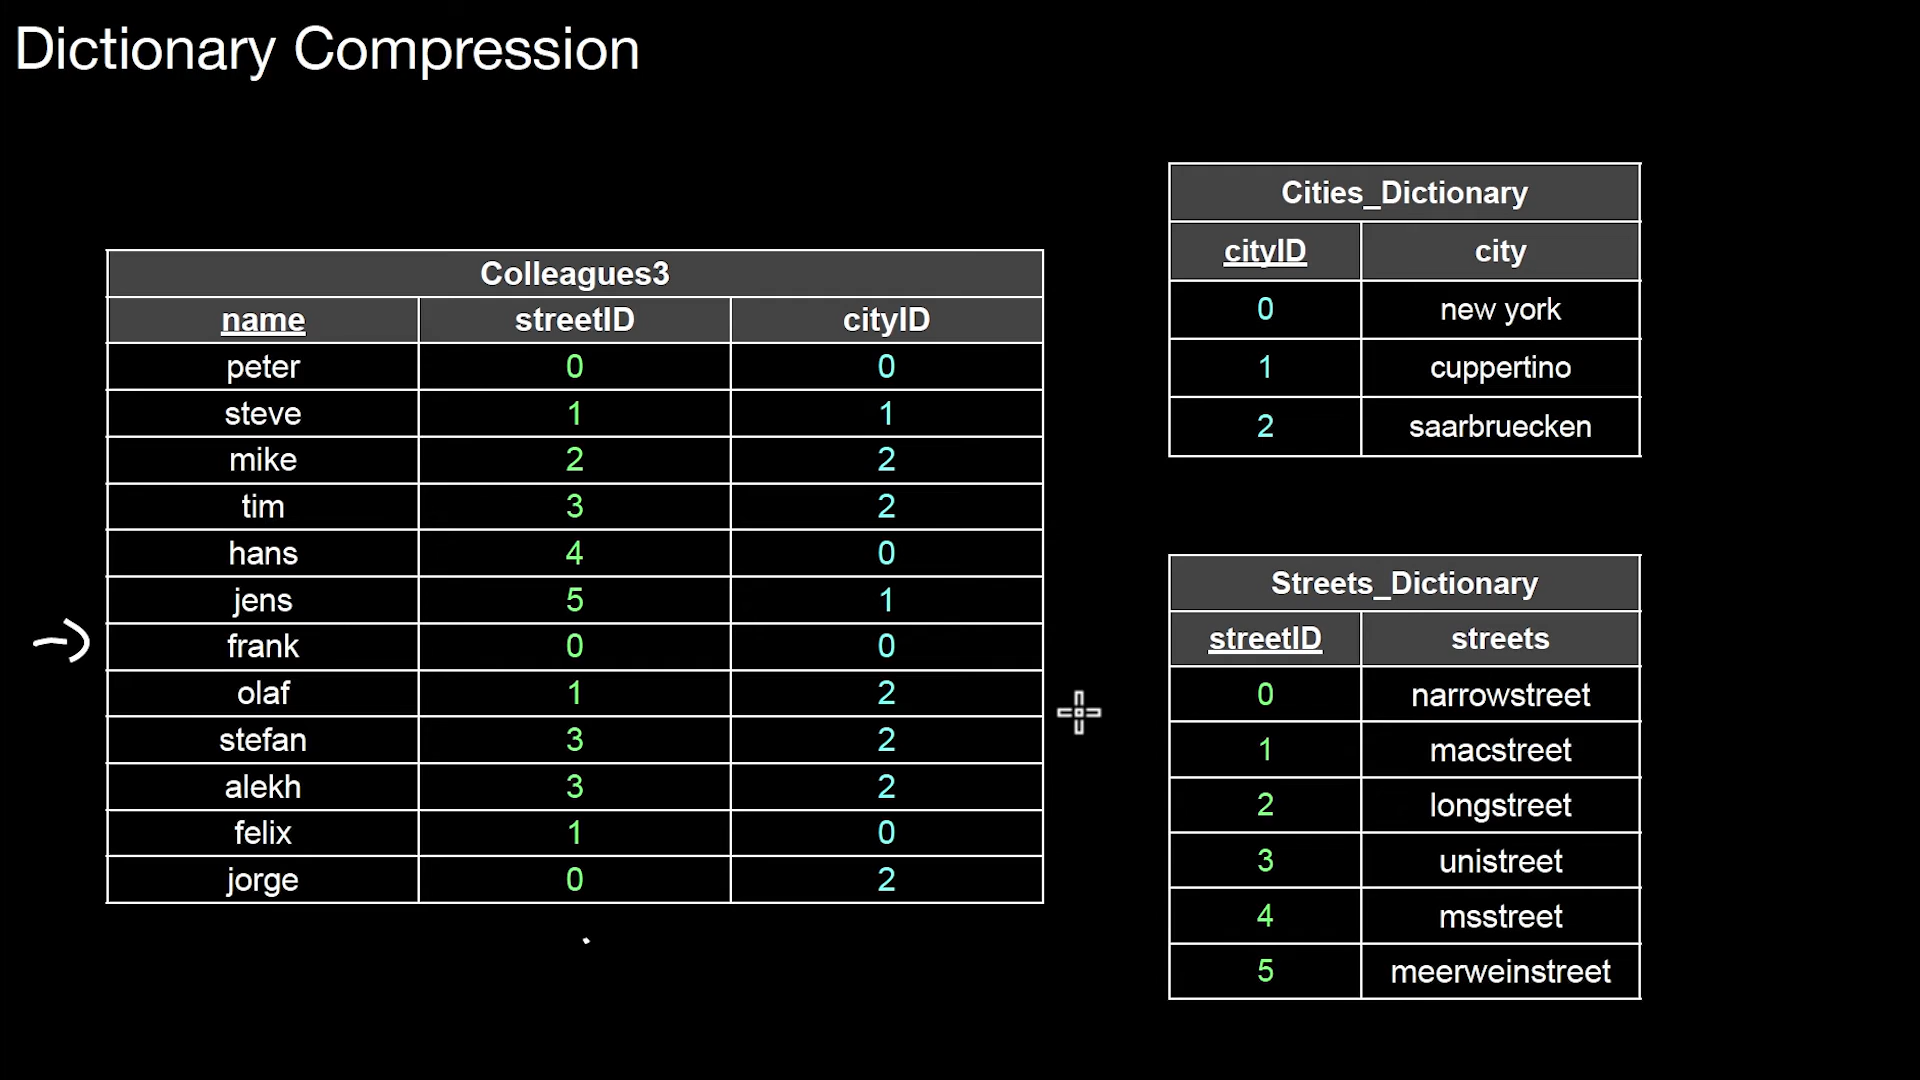 Dictionary Compression
Colleagues3
name streetID cityID
peter 0 0
steve 1 1
mike 2 2
tim 3 2
hans 4 0
jens 5 1
frank 0 0
olaf 1 2
stefan 3 2
alekh 3 2
felix 1 0
jorge 0 2
Cities_Dictionary
cityID city
0 new york
1 cuppertino
2 saarbruecken
Streets_Dictionary
streetID streets
0 narrowstreet
1 macstreet
2 longstreet
3 unistreet
4 msstreet
5 meerweinstreet